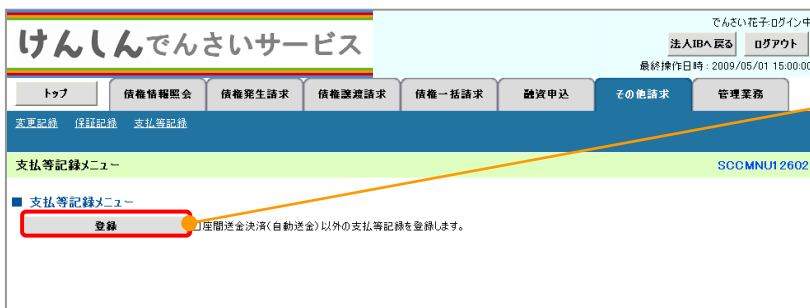 でんさい花子:ログイン中
けんしんでんさいサービス
法人IBへ戻る ログアウト
最終操作日時:2009/05/01 15:00:00
トップ 債権情報照会 債権発生請求 債権譲渡請求 債権一括請求 融資申込 その他請求 管理業務
変更記録 保証記録 支払等記録
支払等記録メニュー SCCMNU12602
■ 支払等記録メニュー
登録 座間送金決済(自動送金)以外の支払等記録を登録します。